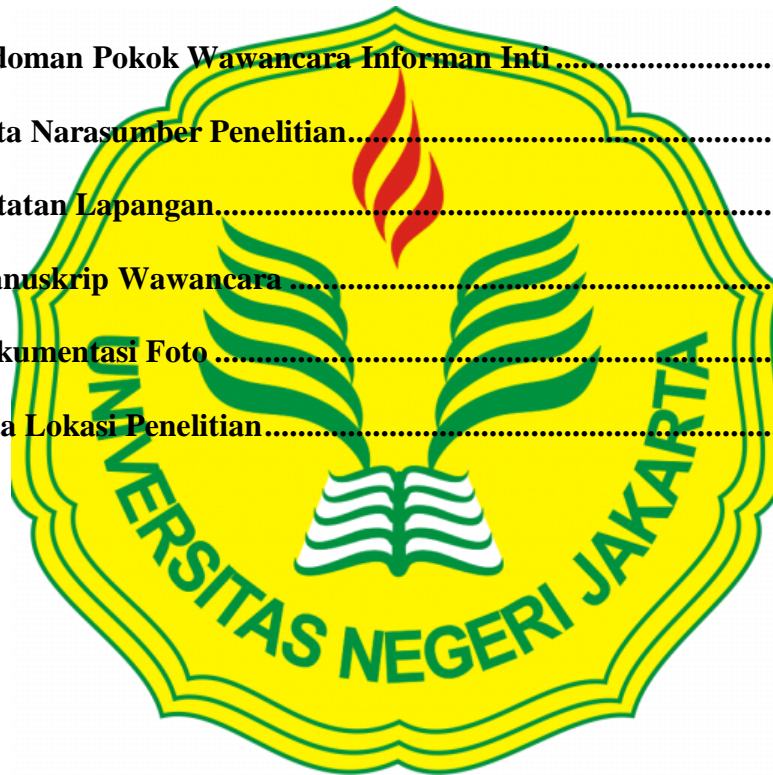 doman Pokok Wawancara Informan Inti..............................
ta Narasumber Penelitian......................................................
tatan Lapangan......................................................................
anuskrip Wawancara .............................................................
kumentasi Foto .....................................................................
a Lokasi Penelitian................................................................
UNIVERSITAS NEGERI JAKARTA